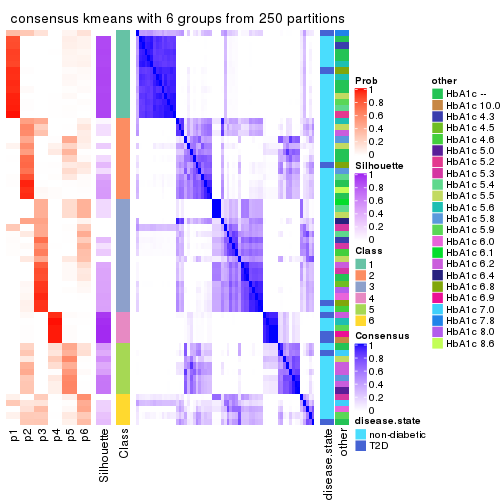 consensus kmeans with 6 groups from 250 partitions
p1
p2
p3
p4
p5
p6
Silhouette
Class
disease.state
other
Prob
1
0.8
0.6
0.4
0.2
0
Silhouette
1
0.8
0.6
0.4
0.2
0
Class
1
2
3
4
5
6
Consensus
1
0.8
0.6
0.4
0.2
0
disease.state
non-diabetic
T2D
other
HbA1c --
HbA1c 10.0
HbA1c 4.3
HbA1c 4.5
HbA1c 4.6
HbA1c 5.0
HbA1c 5.2
HbA1c 5.3
HbA1c 5.4
HbA1c 5.5
HbA1c 5.6
HbA1c 5.8
HbA1c 5.9
HbA1c 6.0
HbA1c 6.1
HbA1c 6.2
HbA1c 6.4
HbA1c 6.8
HbA1c 6.9
HbA1c 7.0
HbA1c 7.8
HbA1c 8.0
HbA1c 8.6